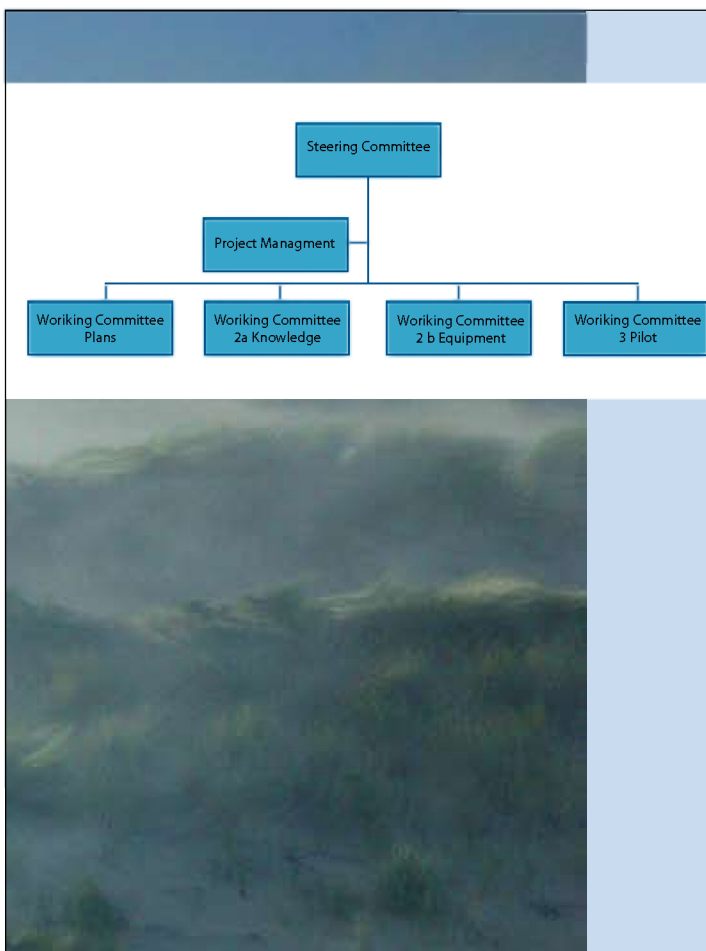 Steering Committee
Project Managment
Woriking Committee
Plans
Woriking Committee
2a Knowledge
Woriking Committee
2 b Equipment
Woriking Committee
3 Pilot